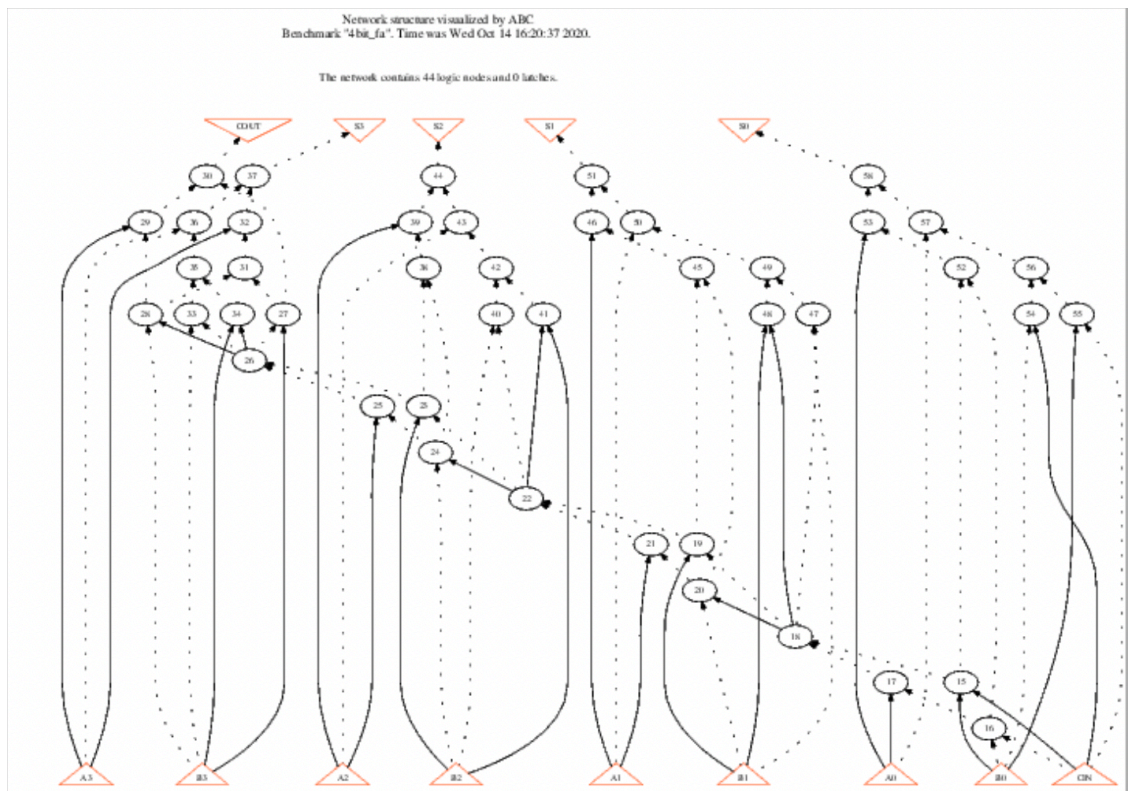 Network structure visualized by ABC
Benchmark "4bit_fa". Time was Wed Oct 14 16:20:37 2020.
The network contains 44 logic nodes and 0 latches.
COUT S3 S2 S1 S0
30 37 44 51 58
29 36 32 39 43 46 50 53 57
35 31 38 42 45 49 52 56
28 33 34 27 40 41 48 47 54 55
26
25 23
24
22
21 19
20
18
17 15
16
A3 B3 A2 B2 A1 B1 A0 B0 CIN